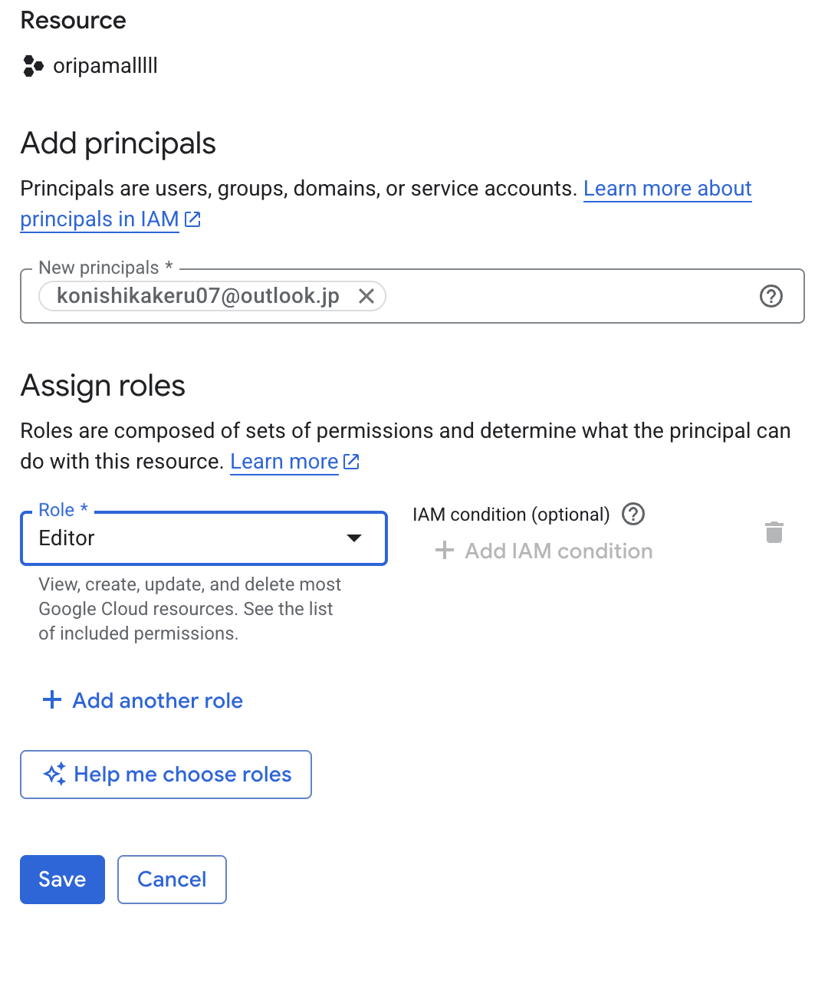 Resource
oripamalllll
Add principals
Principals are users, groups, domains, or service accounts. Learn more about
principals in IAM
New principals *
konishikakeru07@outlook.jp
Assign roles
Roles are composed of sets of permissions and determine what the principal can
do with this resource. Learn more
Role *
Editor
IAM condition (optional)
Add IAM condition
View, create, update, and delete most
Google Cloud resources. See the list
of included permissions.
Add another role
Help me choose roles
Save
Cancel